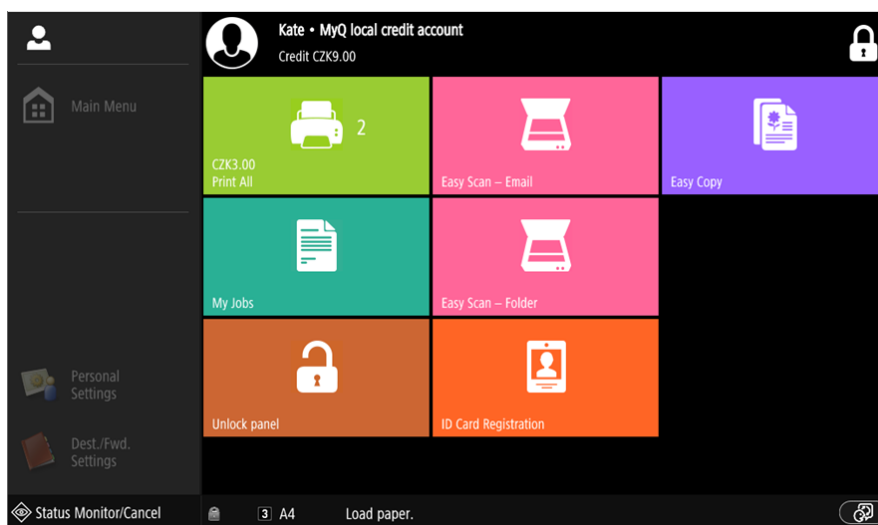 Kate • MyQ local credit account
Credit CZK9.00
Main Menu
2
CZK3.00
Print All
Easy Scan – Email
Easy Copy
My Jobs
Easy Scan – Folder
Personal
Settings
Unlock panel
ID Card Registration
Dest./Fwd.
Settings
Status Monitor/Cancel
3 A4 Load paper.